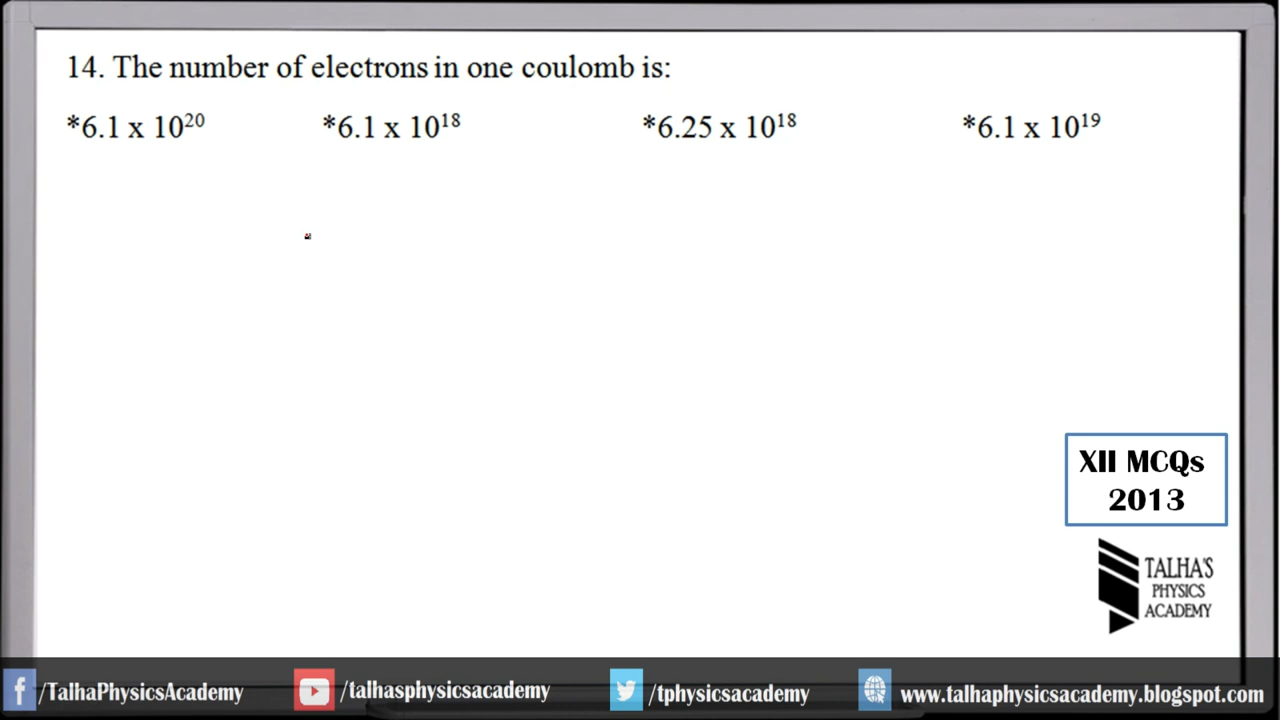 14. The number of electrons in one coulomb is:
*6.1 x 10²⁰ *6.1 x 10¹⁸ *6.25 x 10¹⁸ *6.1 x 10¹⁹
XII MCQs
2013
TALHA'S
PHYSICS
ACADEMY
/TalhaPhysicsAcademy /talhasphysicsacademy /tphysicsacademy www.talhaphysicsacademy.blogspot.com